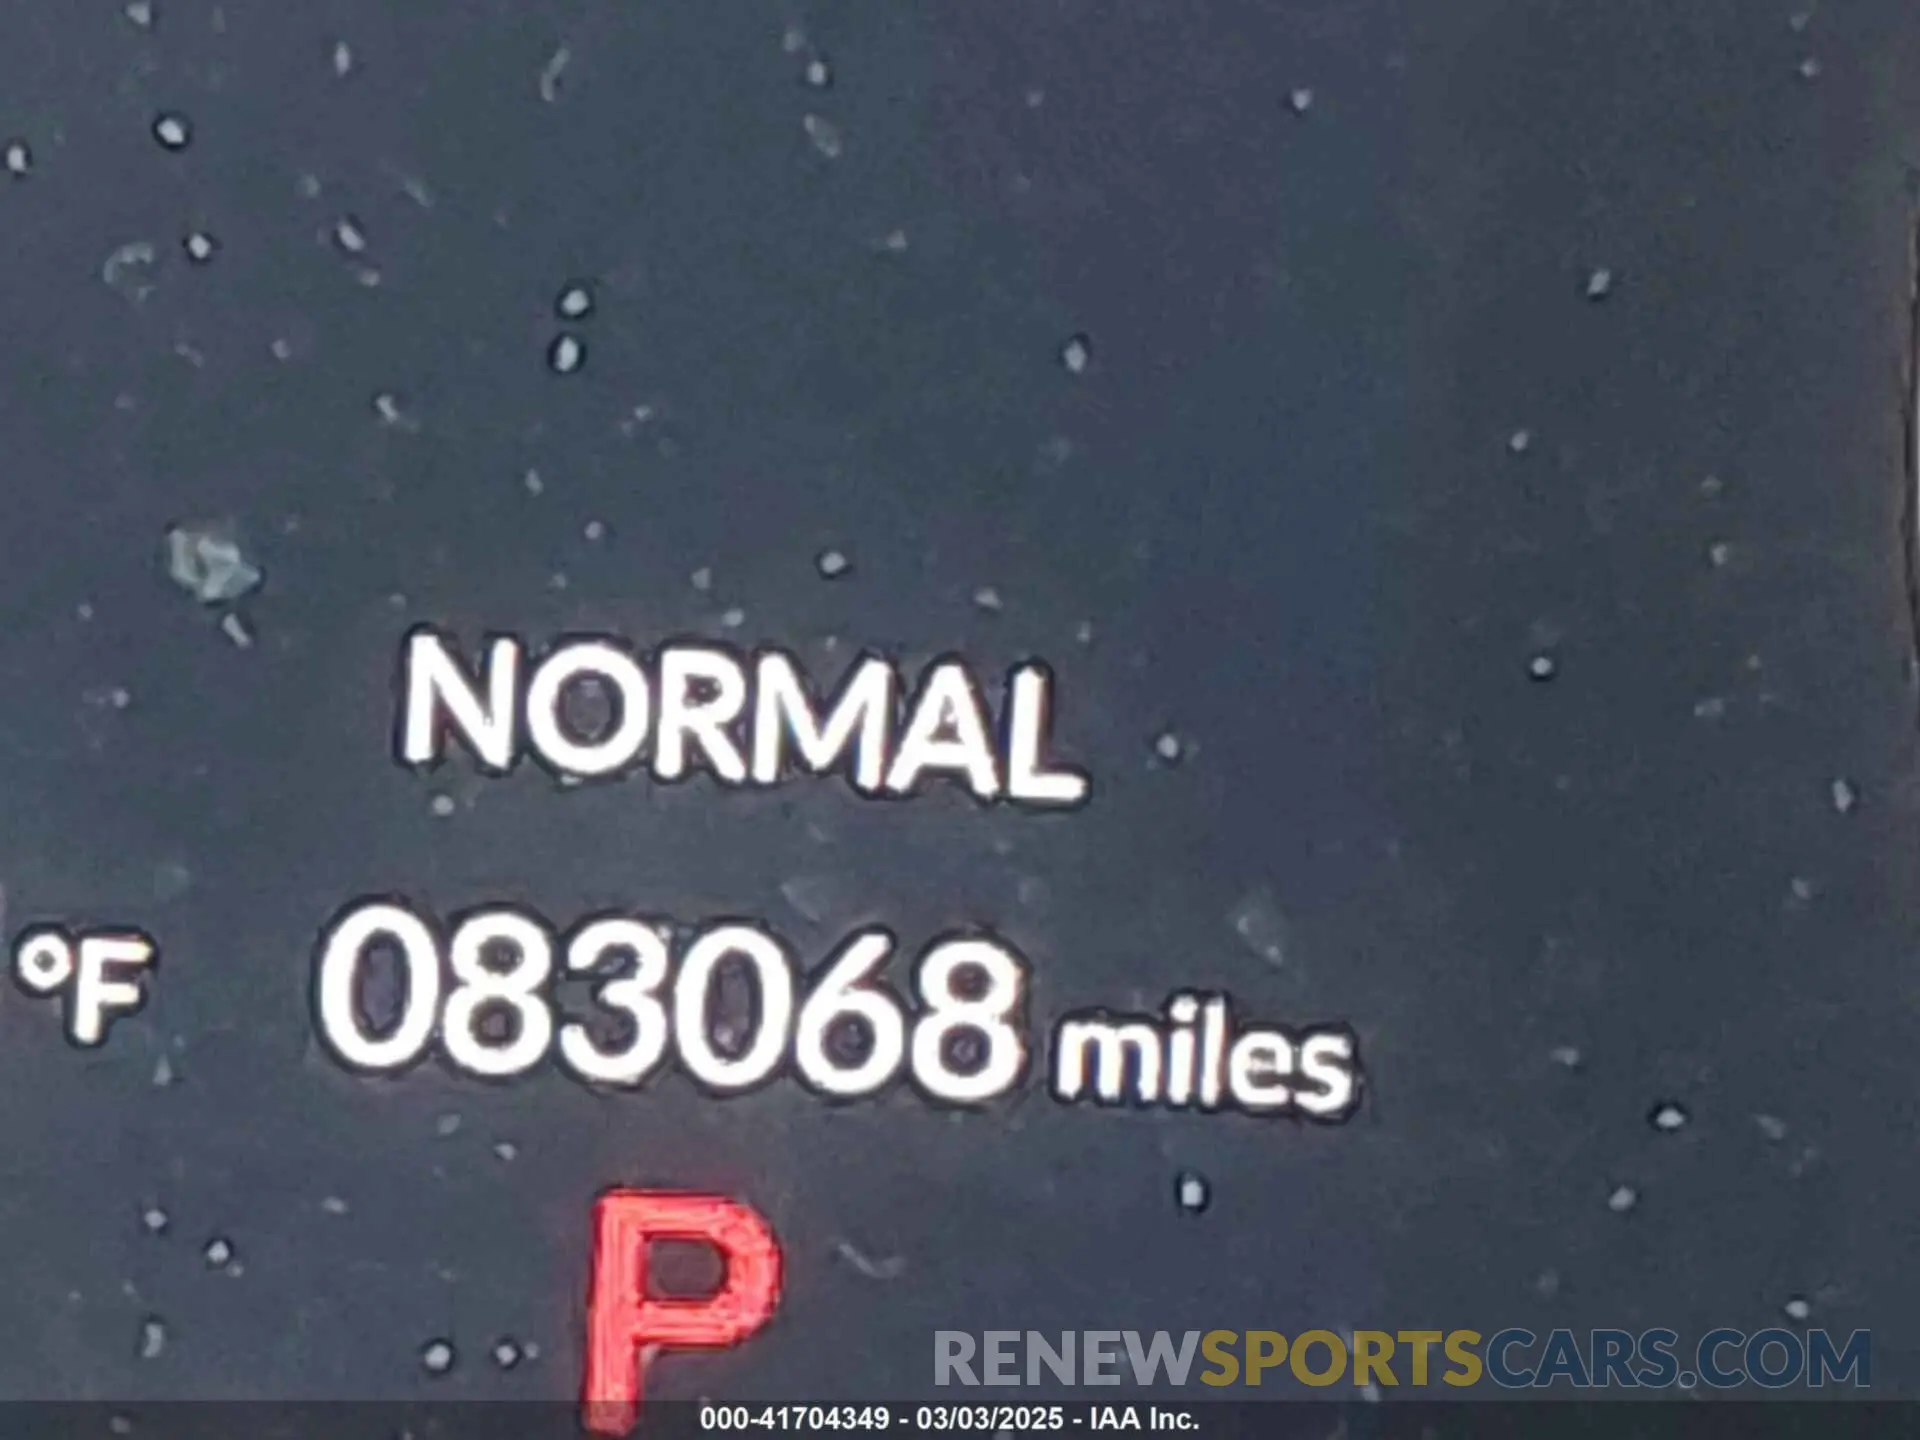 NORMAL
°F 083068 miles
P
RENEWSPORTSCARS.COM
000-41704349 - 03/03/2025 - IAA Inc.